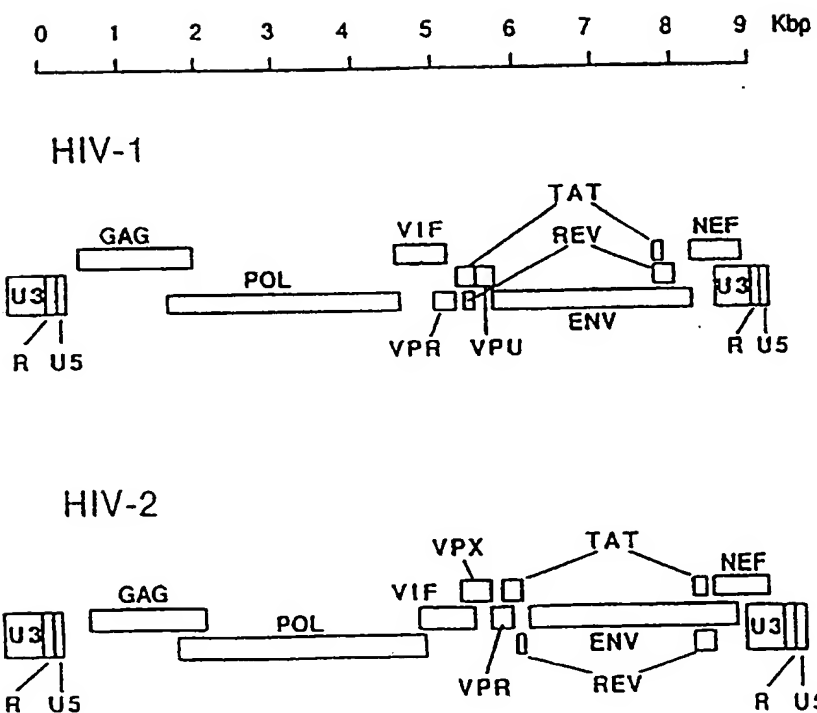 0 1 2 3 4 5 6 7 8 9 Kbp
HIV-1
TAT
GAG VIF REV NEF
U3 POL U3
ENV
R U5 VPR VPU R U5
HIV-2
VPX TAT NEF
GAG VIF
U3 POL ENV U3
R U5 VPR REV R U5